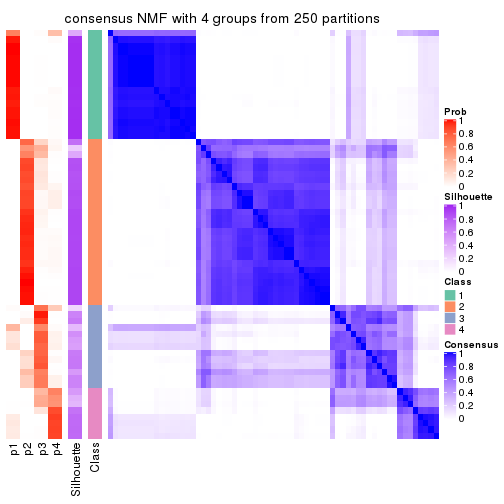 consensus NMF with 4 groups from 250 partitions
Prob
1
0.8
0.6
0.4
0.2
0
Silhouette
1
0.8
0.6
0.4
0.2
0
Class
1
2
3
4
Consensus
1
0.8
0.6
0.4
0.2
0
p1
p2
p3
p4
Silhouette
Class